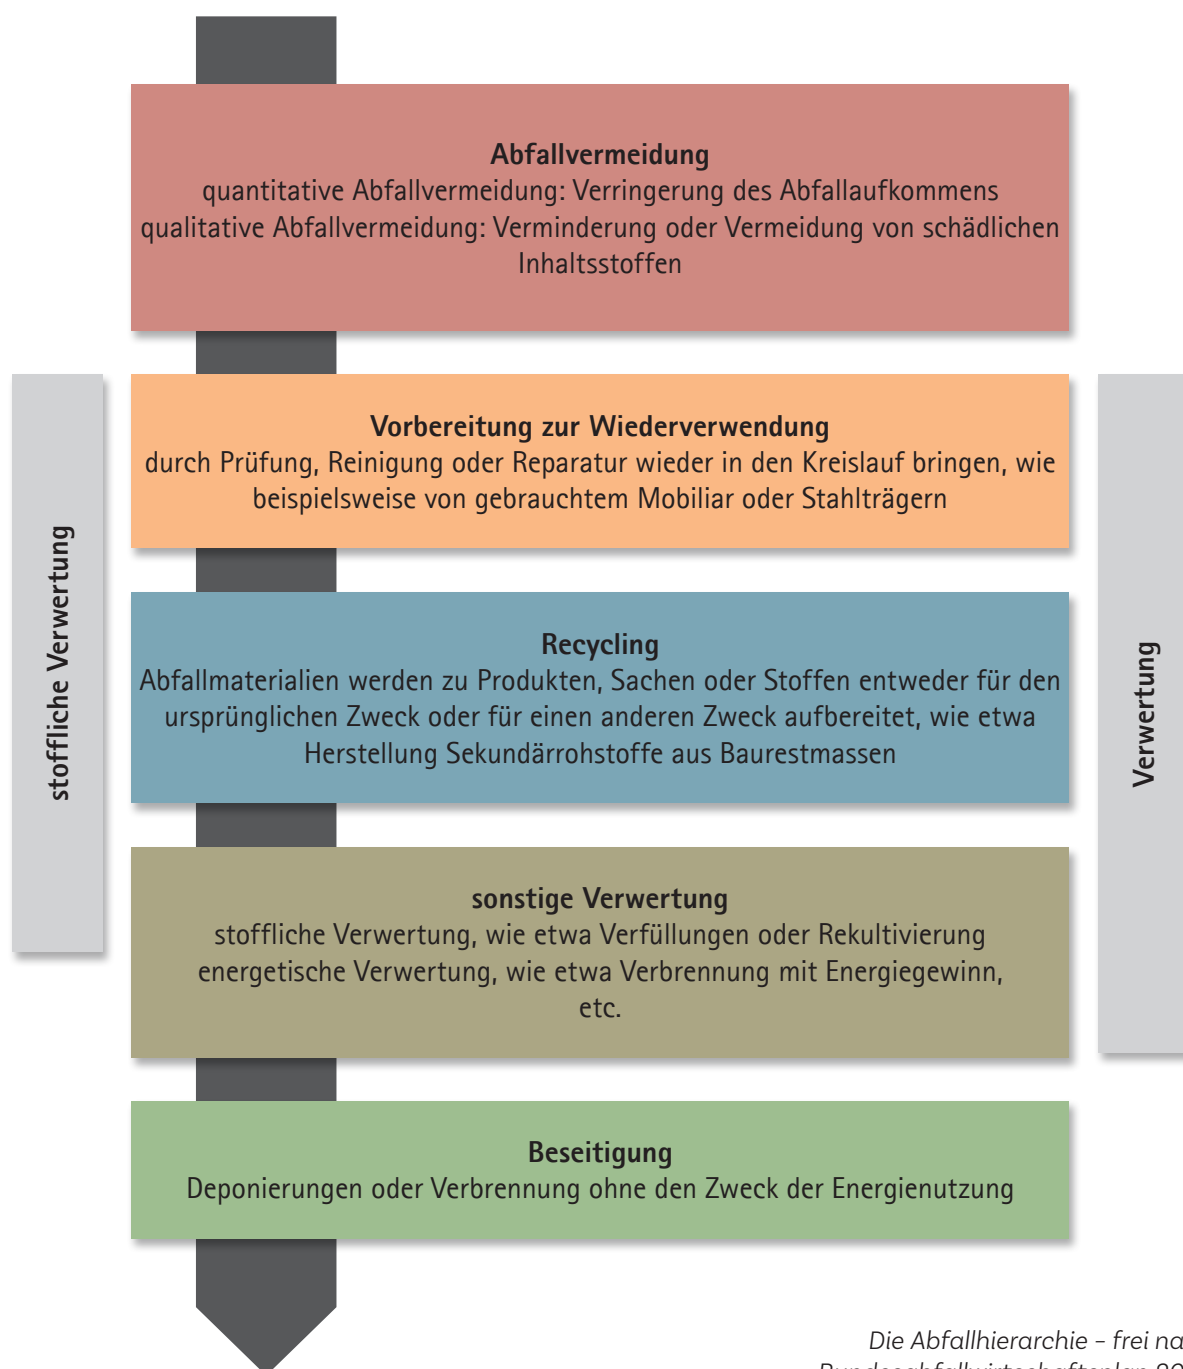 Abfallvermeidung
quantitative Abfallvermeidung: Verringerung des Abfallaufkommens
qualitative Abfallvermeidung: Verminderung oder Vermeidung von schädlichen
Inhaltsstoffen
stoffliche Verwertung
Vorbereitung zur Wiederverwendung
durch Prüfung, Reinigung oder Reparatur wieder in den Kreislauf bringen, wie
beispielsweise von gebrauchtem Mobiliar oder Stahlträgern
Recycling
Abfallmaterialien werden zu Produkten, Sachen oder Stoffen entweder für den
ursprünglichen Zweck oder für einen anderen Zweck aufbereitet, wie etwa
Herstellung Sekundärrohstoffe aus Baurestmassen
Verwertung
sonstige Verwertung
stoffliche Verwertung, wie etwa Verfüllungen oder Rekultivierung
energetische Verwertung, wie etwa Verbrennung mit Energiegewinn,
etc.
Beseitigung
Deponierungen oder Verbrennung ohne den Zweck der Energienutzung
Die Abfallhierarchie – frei na
Bundesabfallwirtschaftsplan